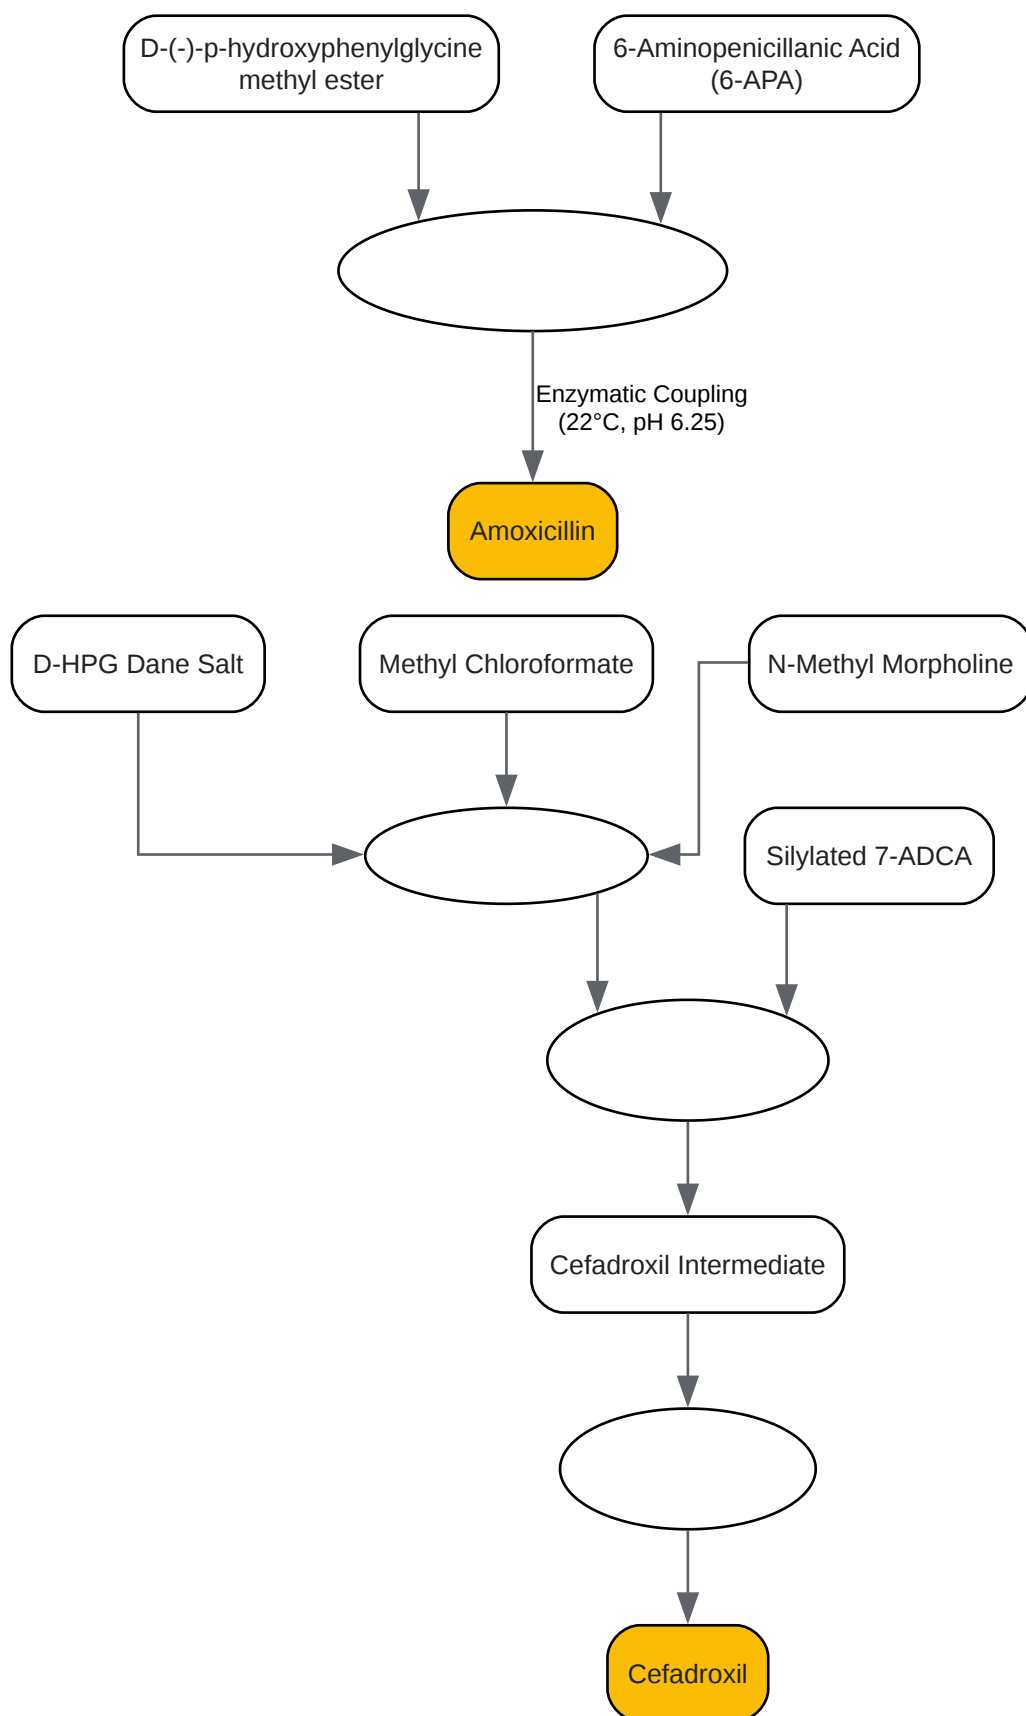 D-(-)-p-hydroxyphenylglycine
methyl ester
6-Aminopenicillanic Acid
(6-APA)
Enzymatic Coupling
(22°C, pH 6.25)
Amoxicillin
D-HPG Dane Salt
Methyl Chloroformate
N-Methyl Morpholine
Silylated 7-ADCA
Cefadroxil Intermediate
Cefadroxil